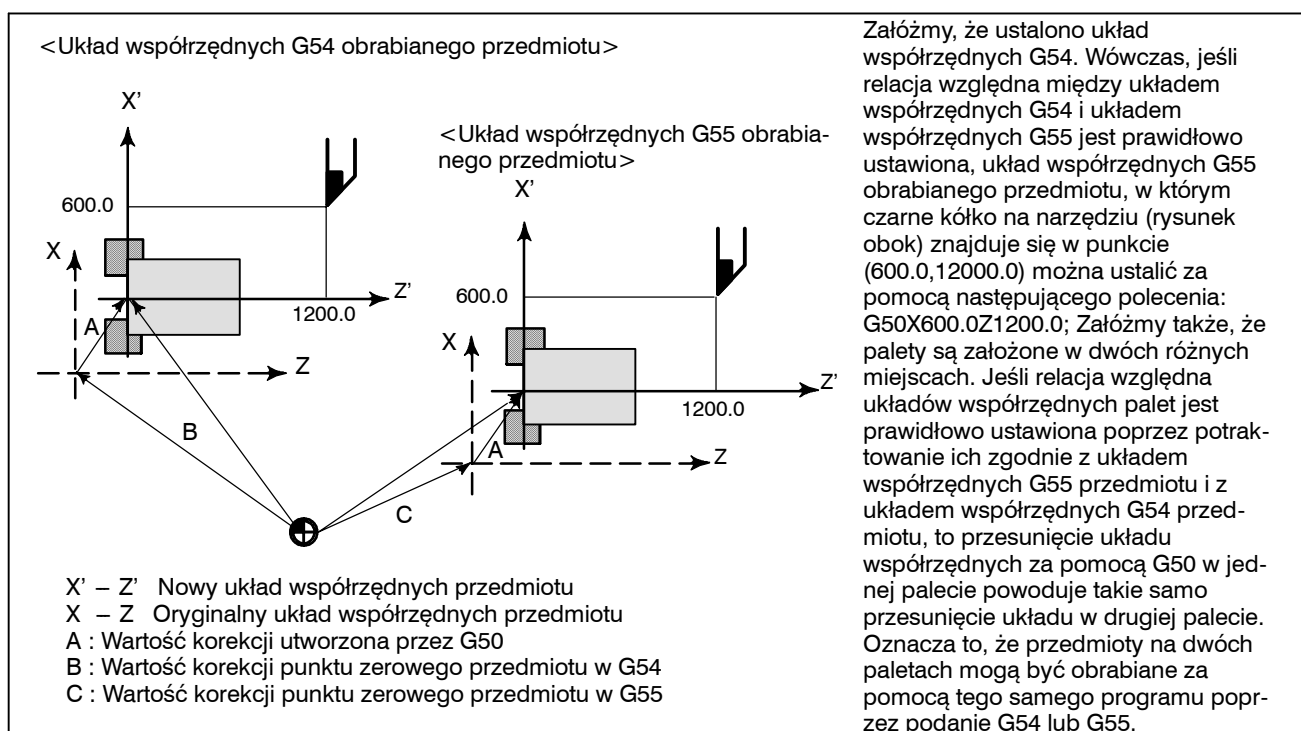 <Układ współrzędnych G54 obrabianego przedmiotu>
X’
600.0
X
A
Z’
1200.0
Z
B
<Układ współrzędnych G55 obrabia-
nego przedmiotu>
X’
600.0
X
A
Z’
1200.0
Z
C
X’ – Z’ Nowy układ współrzędnych przedmiotu
X – Z Oryginalny układ współrzędnych przedmiotu
A : Wartość korekcji utworzona przez G50
B : Wartość korekcji punktu zerowego przedmiotu w G54
C : Wartość korekcji punktu zerowego przedmiotu w G55
Załóżmy, że ustalono układ
współrzędnych G54. Wówczas, jeśli
relacja względna między układem
współrzędnych G54 i układem
współrzędnych G55 jest prawidłowo
ustawiona, układ współrzędnych G55
obrabianego przedmiotu, w którym
czarne kółko na narzędziu (rysunek
obok) znajduje się w punkcie
(600.0,12000.0) można ustalić za
pomocą następującego polecenia:
G50X600.0Z1200.0; Załóżmy także, że
palety są założone w dwóch różnych
miejscach. Jeśli relacja względna
układów współrzędnych palet jest
prawidłowo ustawiona poprzez potrak-
towanie ich zgodnie z układem
współrzędnych G55 przedmiotu i z
układem współrzędnych G54 przed-
miotu, to przesunięcie układu
współrzędnych za pomocą G50 w jed-
nej palecie powoduje takie samo
przesunięcie układu w drugiej palecie.
Oznacza to, że przedmioty na dwóch
paletach mogą być obrabiane za
pomocą tego samego programu popr-
zez podanie G54 lub G55.